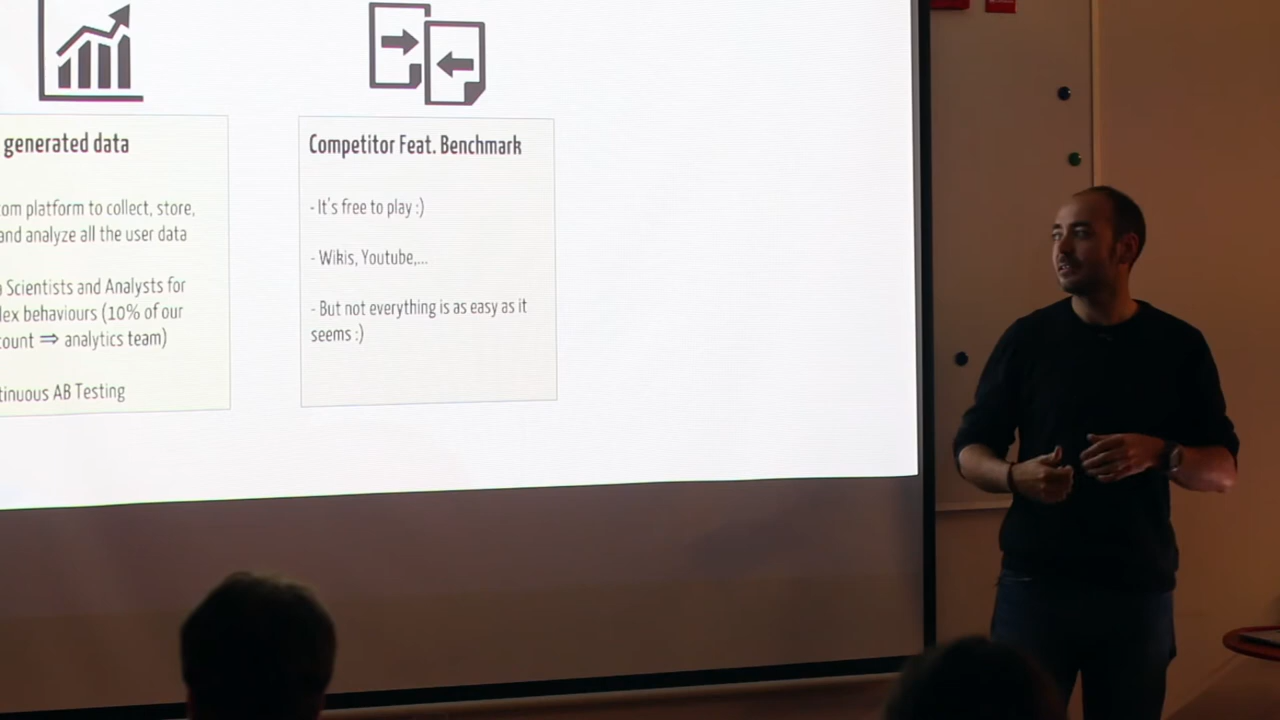 generated data
om platform to collect, store,
and analyze all the user data
Scientists and Analysts for
lex behaviours (10% of our
ount ⇒ analytics team)
tinuous AB Testing
Competitor Feat. Benchmark
- It's free to play :)
- Wikis, Youtube,...
- But not everything is as easy as it
seems :)